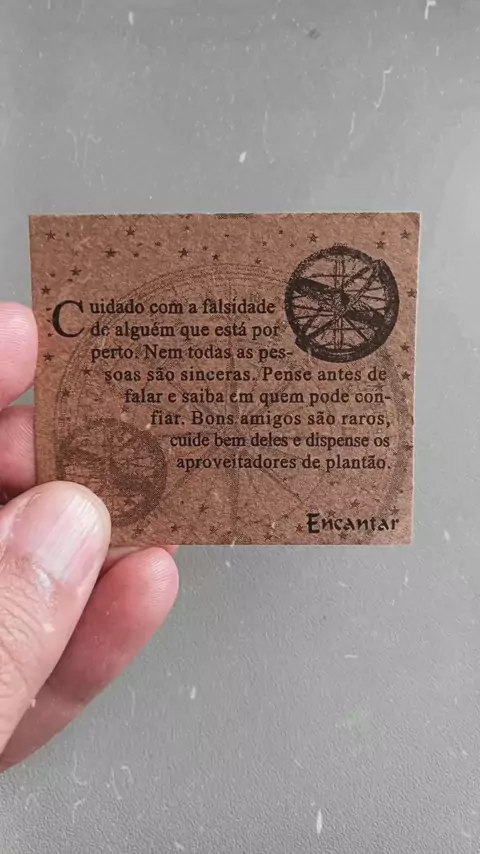 Cuidado com a falsidade
de alguém que está por
perto. Nem todas as pes-
soas são sinceras. Pense antes de
falar e saiba em quem pode con-
fiar. Bons amigos são raros,
cuide bem deles e dispense os
aproveitadores de plantão.
Encantar